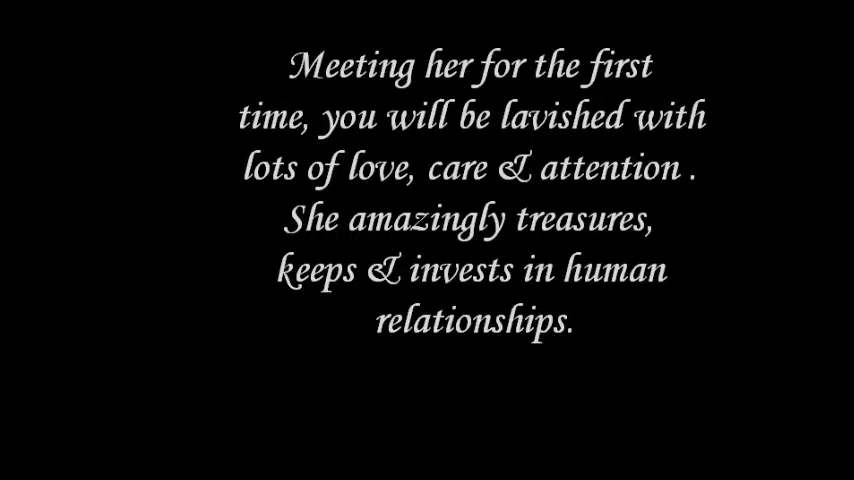 Meeting her for the first
time, you will be lavished with
lots of love, care & attention .
She amazingly treasures,
keeps & invests in human
relationships.